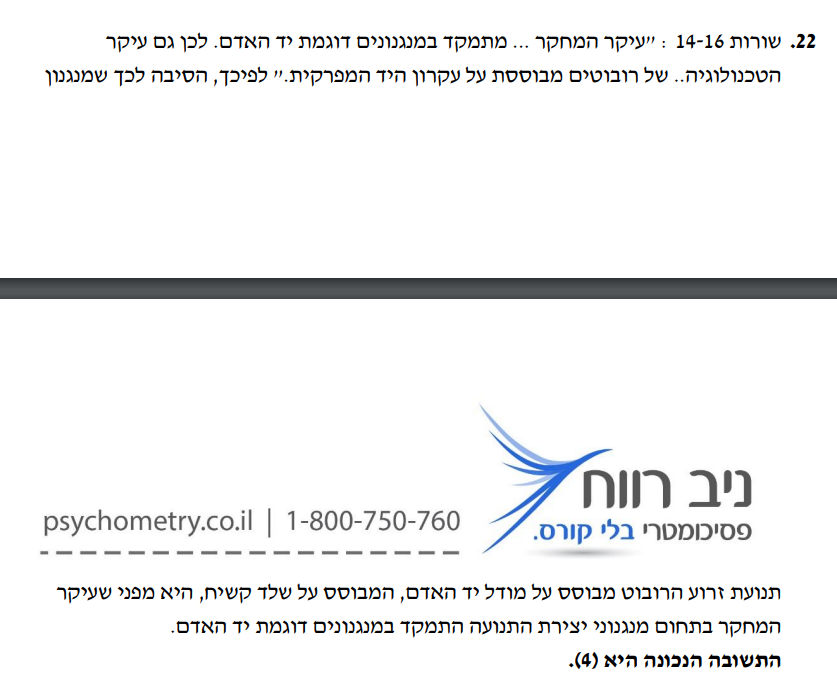 22. שורות 14-16 : "עיקר המחקר ... מתמקד במנגנונים דוגמת יד האדם. לכן גם עיקר
הטכנולוגיה.. של רובוטים מבוססת על עקרון היד המפרקית." לפיכך, הסיבה לכך שמנגנון
ניב רווח
פסיכומטרי בלי קורס.
psychometry.co.il | 1-800-750-760
תנועת זרוע הרובוט מבוסס על מודל יד האדם, המבוסס על שלד קשיח, היא מפני שעיקר
המחקר בתחום מנגנוני יצירת התנועה התמקד במנגנונים דוגמת יד האדם.
התשובה הנכונה היא (4).